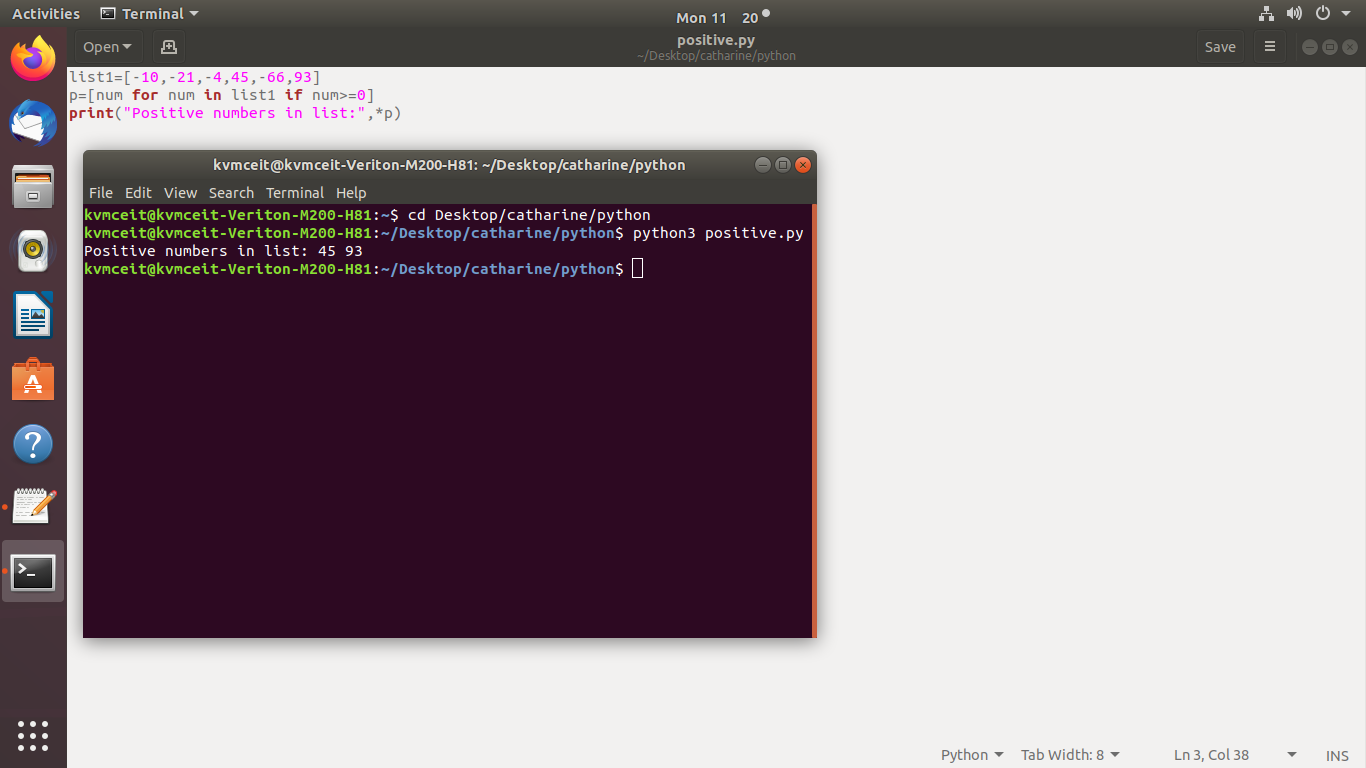 Activities Terminal Mon 11 20
Open positive.py Save
~/Desktop/catharine/python
list1=[-10,-21,-4,45,-66,93]
p=[num for num in list1 if num>=0]
print("Positive numbers in list:",*p)
kvmceit@kvmceit-Veriton-M200-H81: ~/Desktop/catharine/python
File Edit View Search Terminal Help
kvmceit@kvmceit-Veriton-M200-H81:~$ cd Desktop/catharine/python
kvmceit@kvmceit-Veriton-M200-H81:~/Desktop/catharine/python$ python3 positive.py
Positive numbers in list: 45 93
kvmceit@kvmceit-Veriton-M200-H81:~/Desktop/catharine/python$
Python Tab Width: 8 Ln 3, Col 38 INS